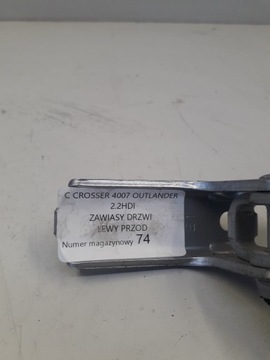 C CROSSER 4007 OUTLANDER
2.2HDI
ZAWIASY DRZWI
LEWY PRZOD
Numer magazynowy 74